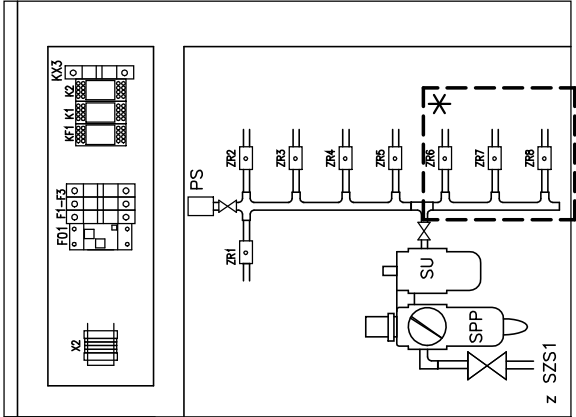 KX3
K2
K1
KF1
F1-F3
F01
X2
PS
ZR1
ZR2
ZR3
ZR4
ZR5
ZR6
ZR7
ZR8
SU
SPP
z SZS1